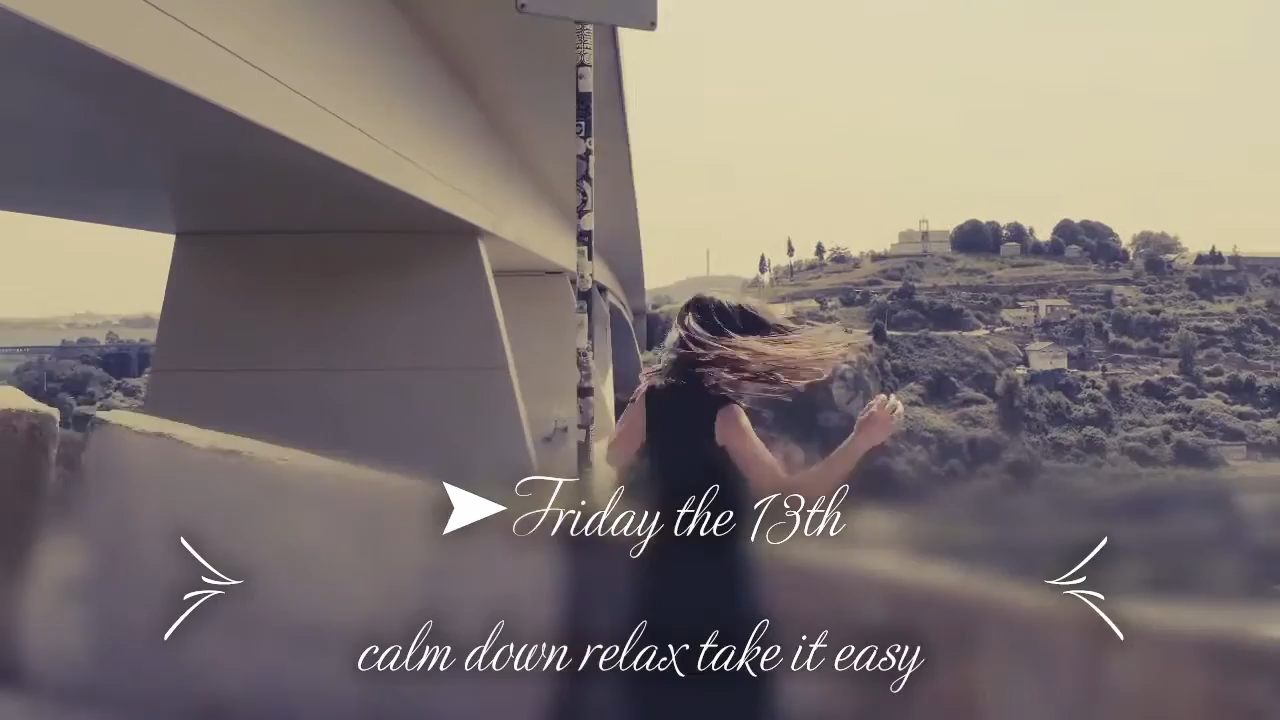 ➤Friday the 13th
calm down relax take it easy